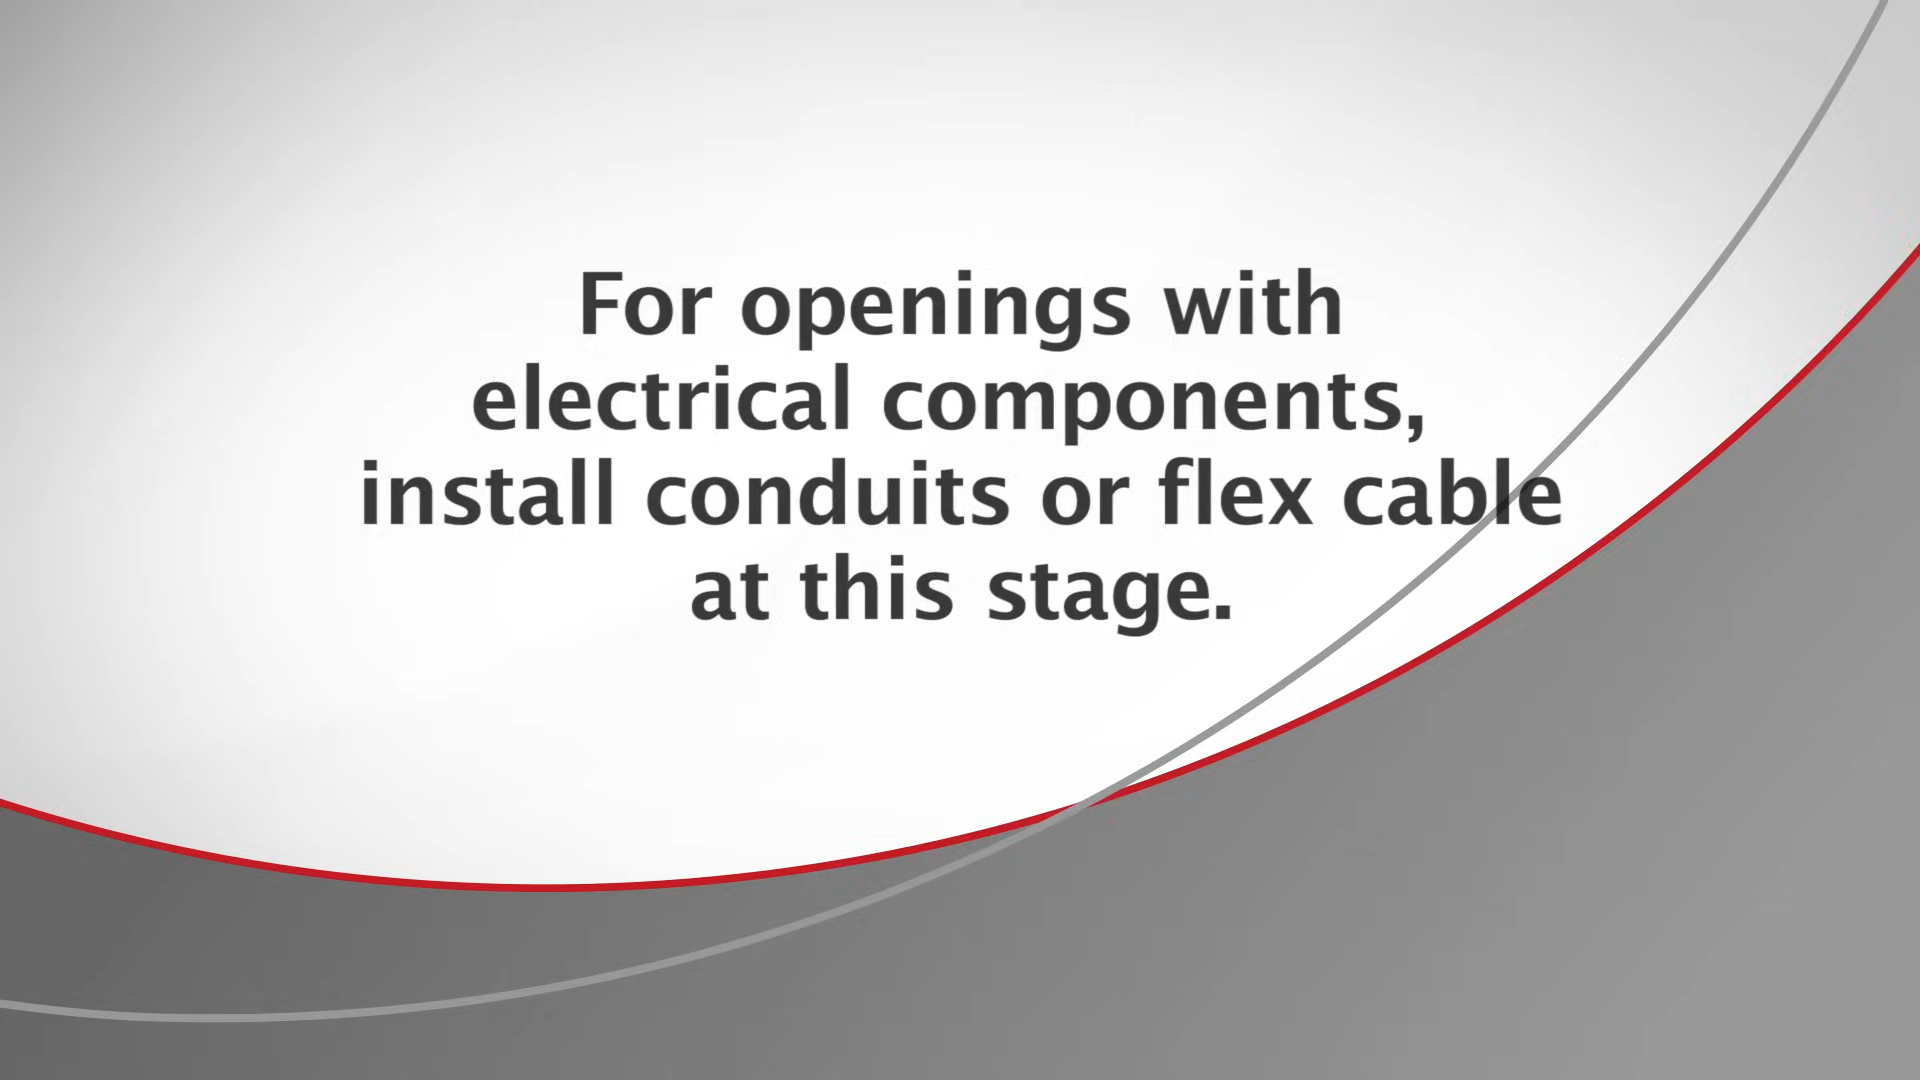 For openings with
electrical components,
install conduits or flex cable
at this stage.